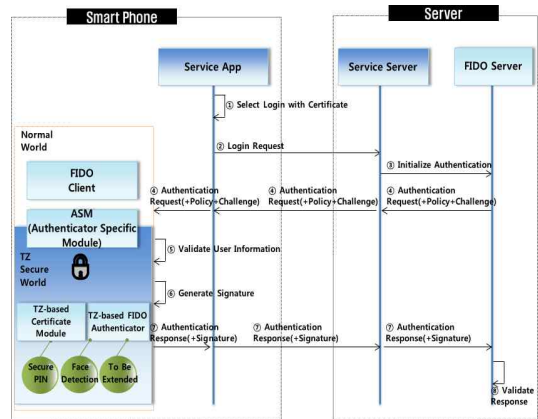 Smart Phone
Server
Service App
Service Server
FIDO Server
① Select Login with Certificate
Normal
World
② Login Request
③ Initialize Authentication
FIDO
Client
④ Authentication
Request(+Policy+Challenge)
④ Authentication
Request(+Policy+Challenge)
④ Authentication
Request(+Policy+Challenge)
ASM
(Authenticator Specific
Module)
TZ
Secure
World
⑤ Validate User Information
⑥ Generate Signature
TZ-based
Certificate
Module
TZ-based FIDO
Authenticator
⑦ Authentication
Response(+Signature)
⑦ Authentication
Response(+Signature)
⑦ Authentication
Response(+Signature)
Secure
PIN
Face
Detection
To Be
Extended
⑧ Validate
Response